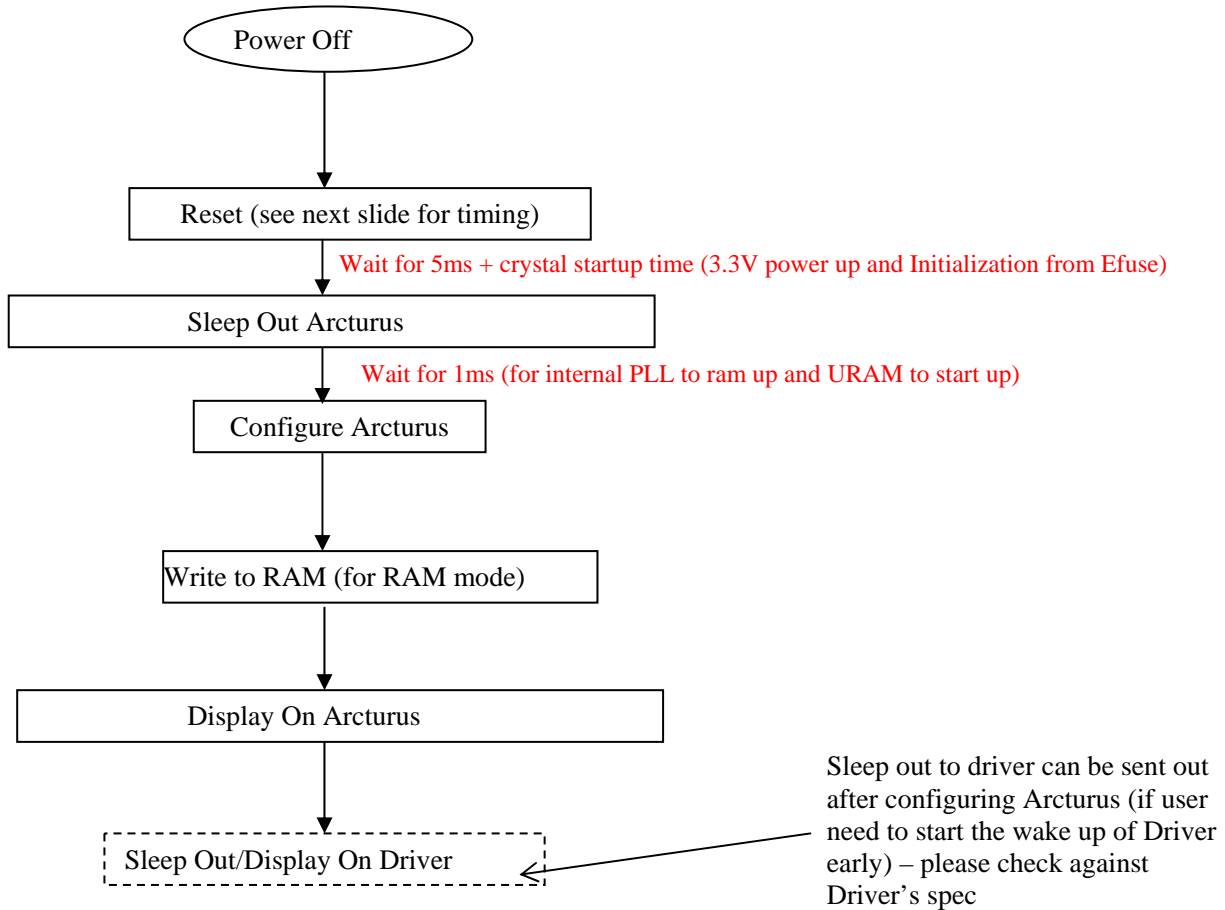 Power Off
Reset (see next slide for timing)
Wait for 5ms + crystal startup time (3.3V power up and Initialization from Efuse)
Sleep Out Arcturus
Wait for 1ms (for internal PLL to ram up and URAM to start up)
Configure Arcturus
Write to RAM (for RAM mode)
Display On Arcturus
Sleep Out/Display On Driver
Sleep out to driver can be sent out
after configuring Arcturus (if user
need to start the wake up of Driver
early) – please check against
Driver's spec